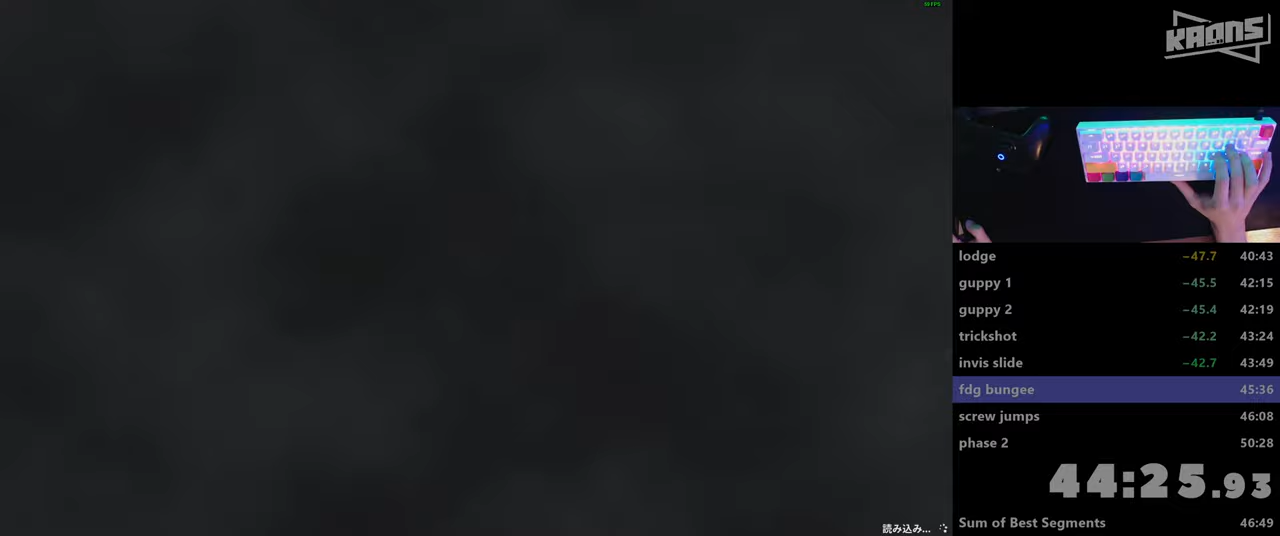 KAONS
lodge −47.7 40:43
guppy 1 −45.5 42:15
guppy 2 −45.4 42:19
trickshot −42.2 43:24
invis slide −42.7 43:49
fdg bungee 45:36
screw jumps 46:08
phase 2 50:28
44:25.93
Sum of Best Segments 46:49
読み込み...